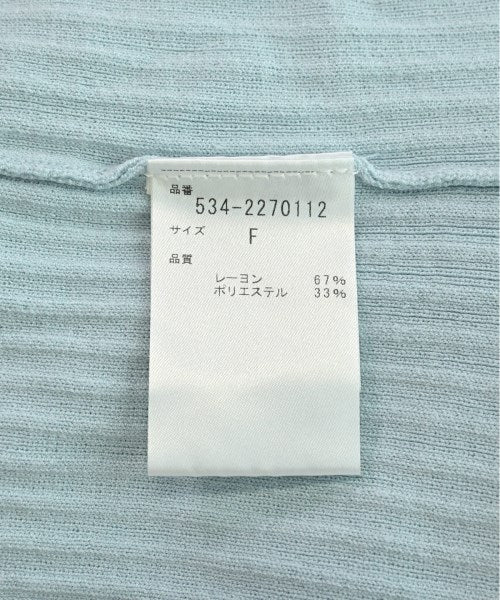 品番
534-2270112
サイズ F
品質
レーヨン 67%
ポリエステル 33%